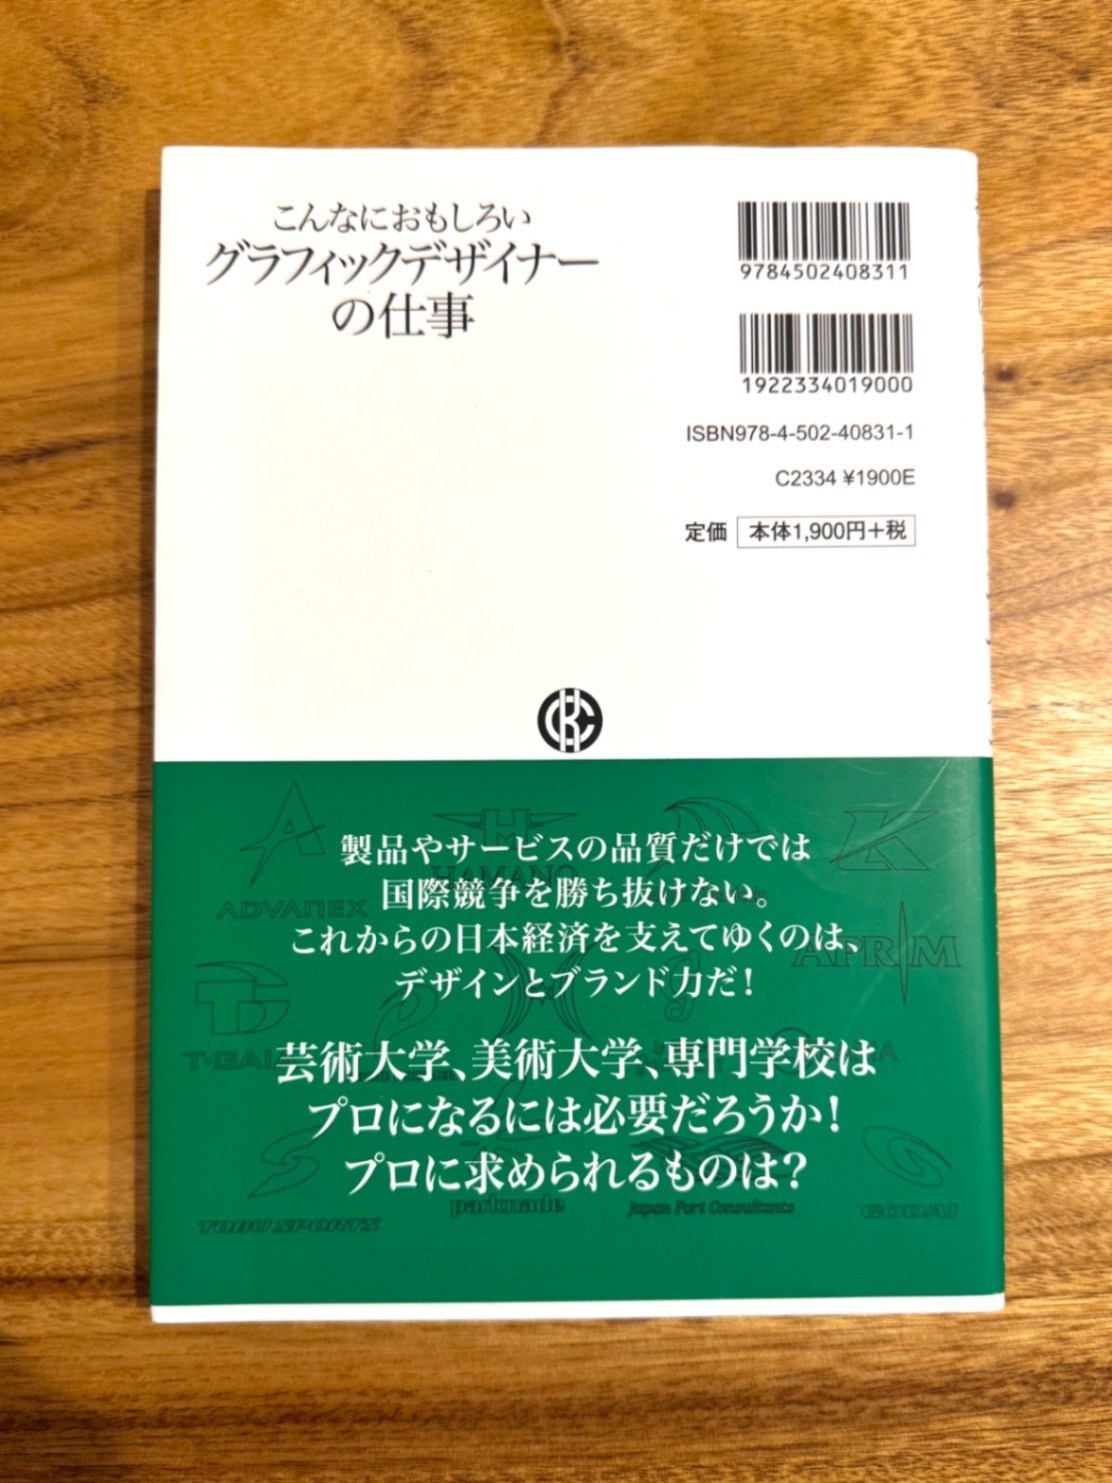 こんなにおもしろい
グラフィックデザイナー
の仕事
9784502408311
1922334019000
ISBN978-4-502-40831-1
C2334 ¥1900E
定価 本体1,900円+税
製品やサービスの品質だけでは
国際競争を勝ち抜けない。
これからの日本経済を支えてゆくのは、
デザインとブランド力だ!
芸術大学、美術大学、専門学校は
プロになるには必要だろうか!
プロに求められるものは?
ADVANEX
HAMANO
APRIM
T·GAIA
TOBU SPORTS
parknade
Japan Port Consultants
GODAI